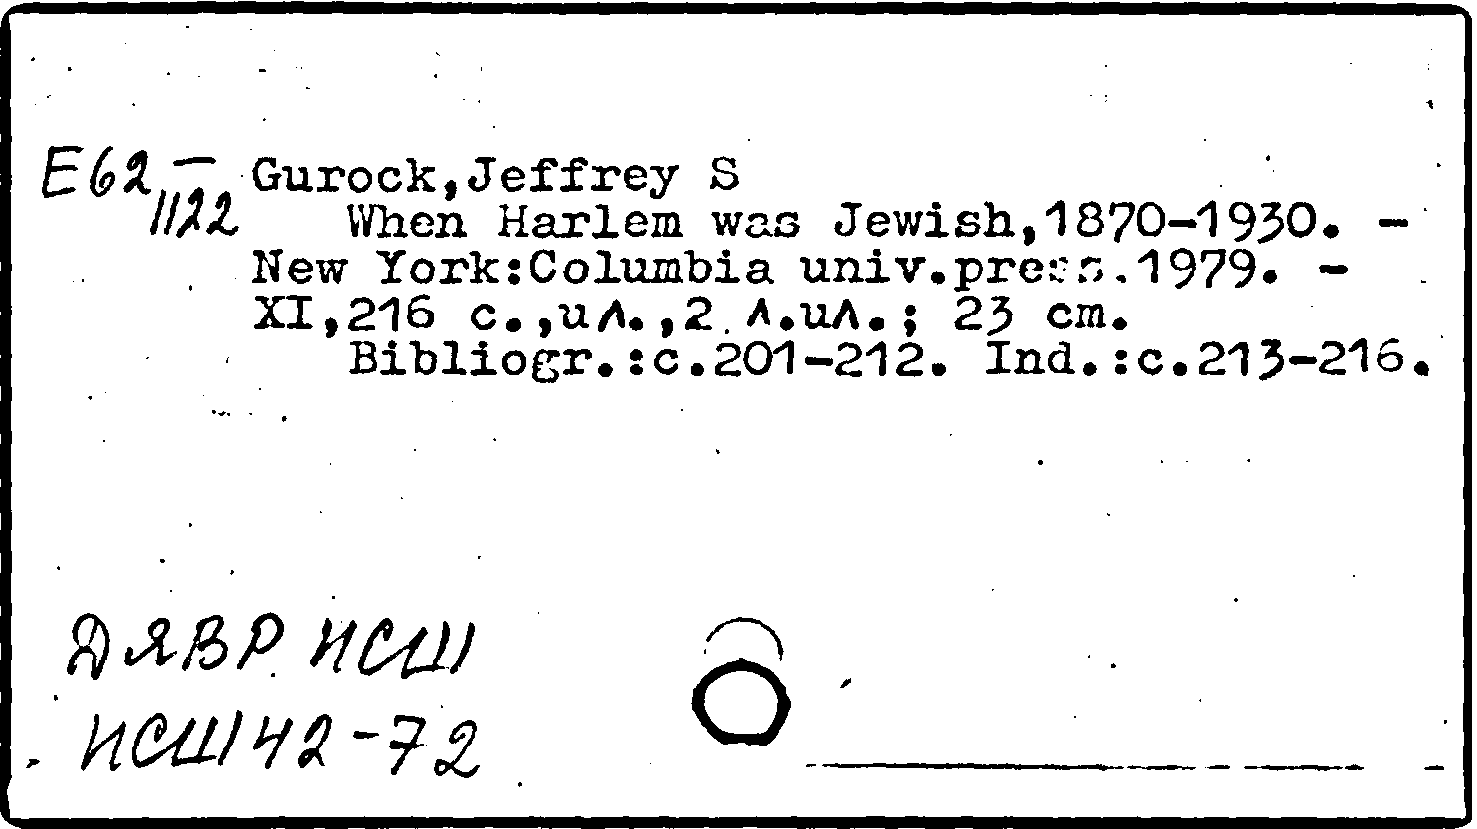 Е62 — Gurock,Jeffrey S
1122 When Harlem was Jewish,1870-1930. -
New York:Columbia univ.press.1979. -
XI,216 c.,ил.,2 л.ил.; 23 cm.
Bibliogr.:c.201-212. Ind.:c.213-216.
ДЯВР ИСШ
ИСШ 42-72